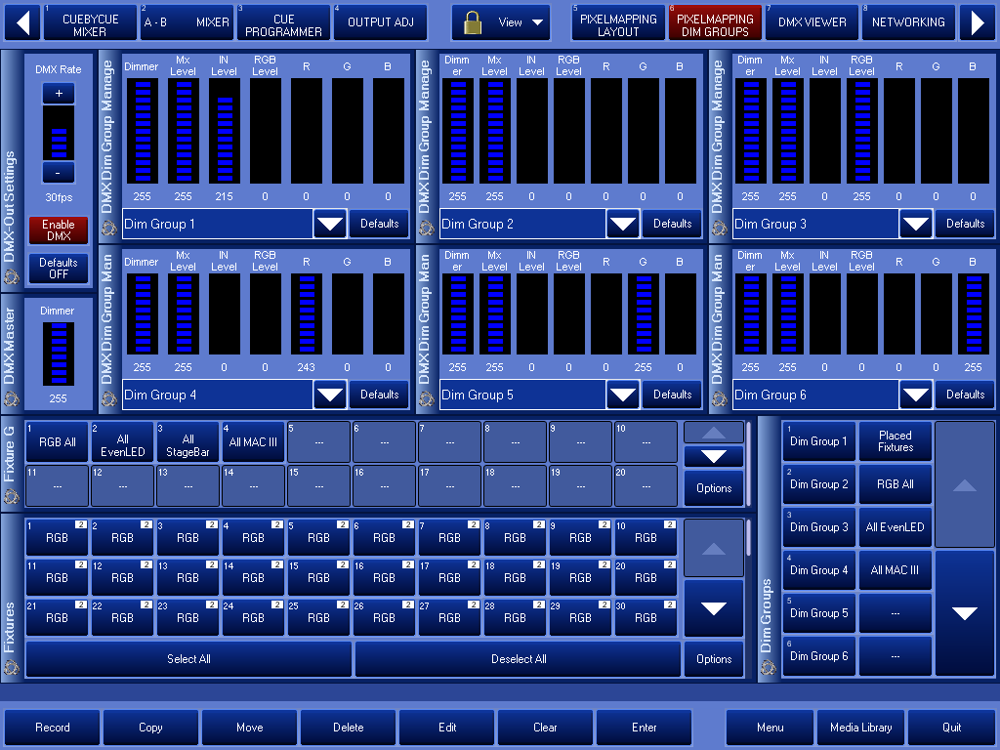 1 CUEBYCUE MIXER
2 A - B MIXER
3 CUE PROGRAMMER
4 OUTPUT ADJ
View
5 PIXELMAPPING LAYOUT
6 PIXELMAPPING DIM GROUPS
7 DMX VIEWER
8 NETWORKING
DMX-Out Settings
DMX Rate
+
-
30fps
Enable DMX
Defaults OFF
DMX Master
Dimmer
255
DMX Dim Group Manage
Dimmer Mx Level IN Level RGB Level R G B
255 255 215 0 0 0 0
Dim Group 1 Defaults
DMX Dim Group Manage
Dimm er Mx Level IN Level RGB Level R G B
255 255 0 0 0 0 0
Dim Group 2 Defaults
DMX Dim Group Manage
Dimm er Mx Level IN Level RGB Level R G B
255 255 0 255 0 0 0
Dim Group 3 Defaults
DMX Dim Group Man
Dimmer Mx Level IN Level RGB Level R G B
255 255 0 0 243 0 0
Dim Group 4 Defaults
DMX Dim Group Man
Dimm er Mx Level IN Level RGB Level R G B
255 255 0 0 0 255 0
Dim Group 5 Defaults
DMX Dim Group Man
Dimm er Mx Level IN Level RGB Level R G B
255 255 0 0 0 0 255
Dim Group 6 Defaults
Fixture G
1 RGB All
2 All EvenLED
3 All StageBar
4 All MAC III
5 ---
6 ---
7 ---
8 ---
9 ---
10 ---
11 ---
12 ---
13 ---
14 ---
15 ---
16 ---
17 ---
18 ---
19 ---
20 ---
Options
Fixtures
1 RGB 2
2 RGB 2
3 RGB 2
4 RGB 2
5 RGB 2
6 RGB 2
7 RGB 2
8 RGB 2
9 RGB 2
10 RGB 2
11 RGB 2
12 RGB 2
13 RGB 2
14 RGB 2
15 RGB 2
16 RGB 2
17 RGB 2
18 RGB 2
19 RGB 2
20 RGB 2
21 RGB 2
22 RGB 2
23 RGB 2
24 RGB 2
25 RGB 2
26 RGB 2
27 RGB 2
28 RGB 2
29 RGB 2
30 RGB 2
Select All
Deselect All
Options
Dim Groups
1 Dim Group 1 Placed Fixtures
2 Dim Group 2 RGB All
3 Dim Group 3 All EvenLED
4 Dim Group 4 All MAC III
5 Dim Group 5 ---
6 Dim Group 6 ---
Record
Copy
Move
Delete
Edit
Clear
Enter
Menu
Media Library
Quit